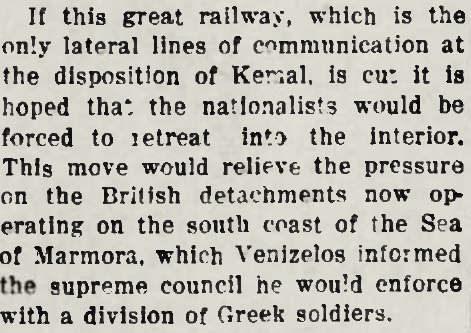 If this great railway, which is the
only lateral lines of communication at
the disposition of Kemal, is cut it is
hoped that the nationalists would be
forced to retreat into the interior.
This move would relieve the pressure
on the British detachments now op-
erating on the south coast of the Sea
of Marmora, which Venizelos informed
the supreme council he would enforce
with a division of Greek soldiers.